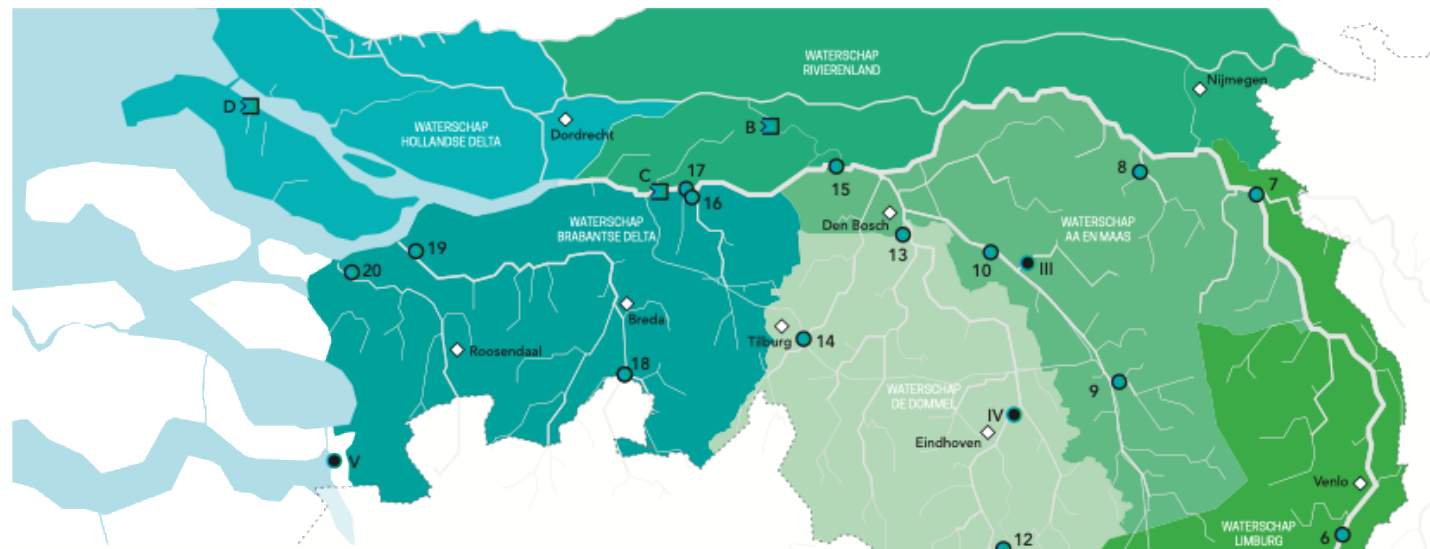 WATERSCHAP
RIVIERENLAND
Nijmegen
D
WATERSCHAP
HOLLANDSE DELTA
Dordrecht
B
C
17
16
15
8
7
Den Bosch
WATERSCHAP
BRABANTSE DELTA
WATERSCHAP
AA EN MAAS
13
10
III
19
20
Breda
Tilburg
14
Roosendaal
18
WATERSCHAP
DE DOMMEL
9
IV
Eindhoven
V
Venlo
12
WATERSCHAP
LIMBURG
6